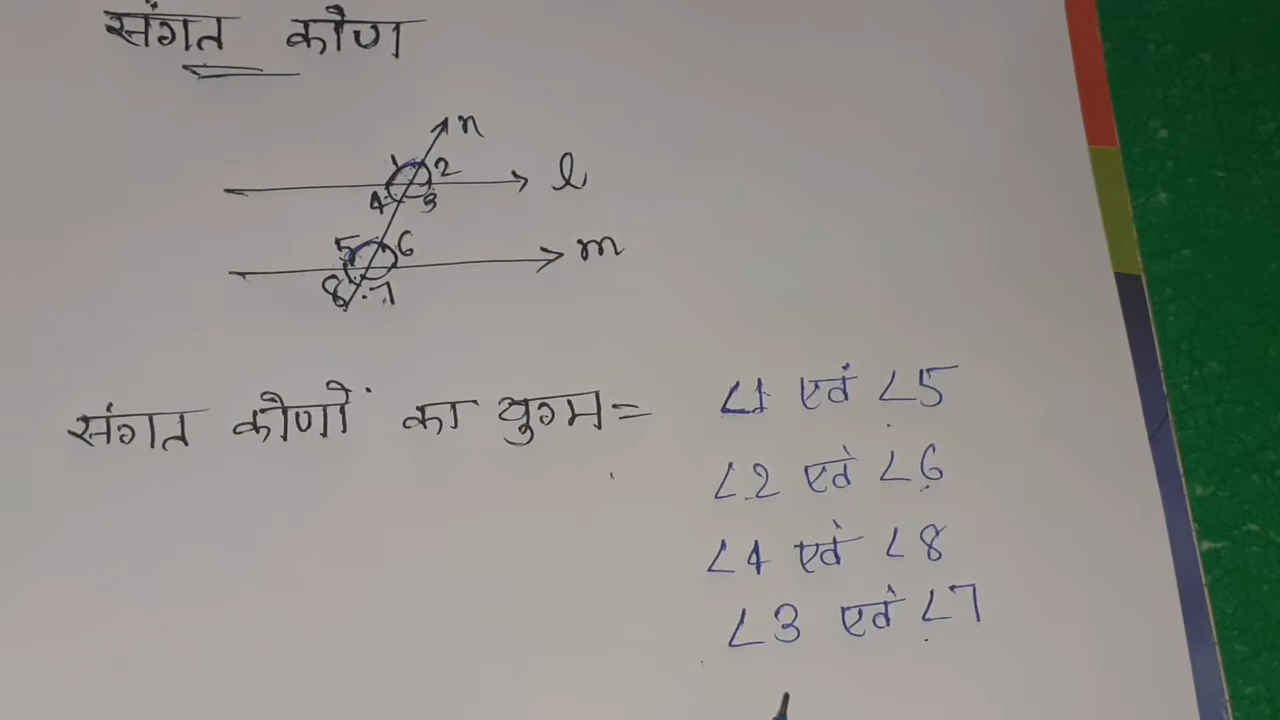 संगत कोण
n
1 2 l
4 3
5 6 m
8 7
संगत कोणों का युग्म = ∠1 एवं ∠5
∠2 एवं ∠6
∠4 एवं ∠8
∠3 एवं ∠7